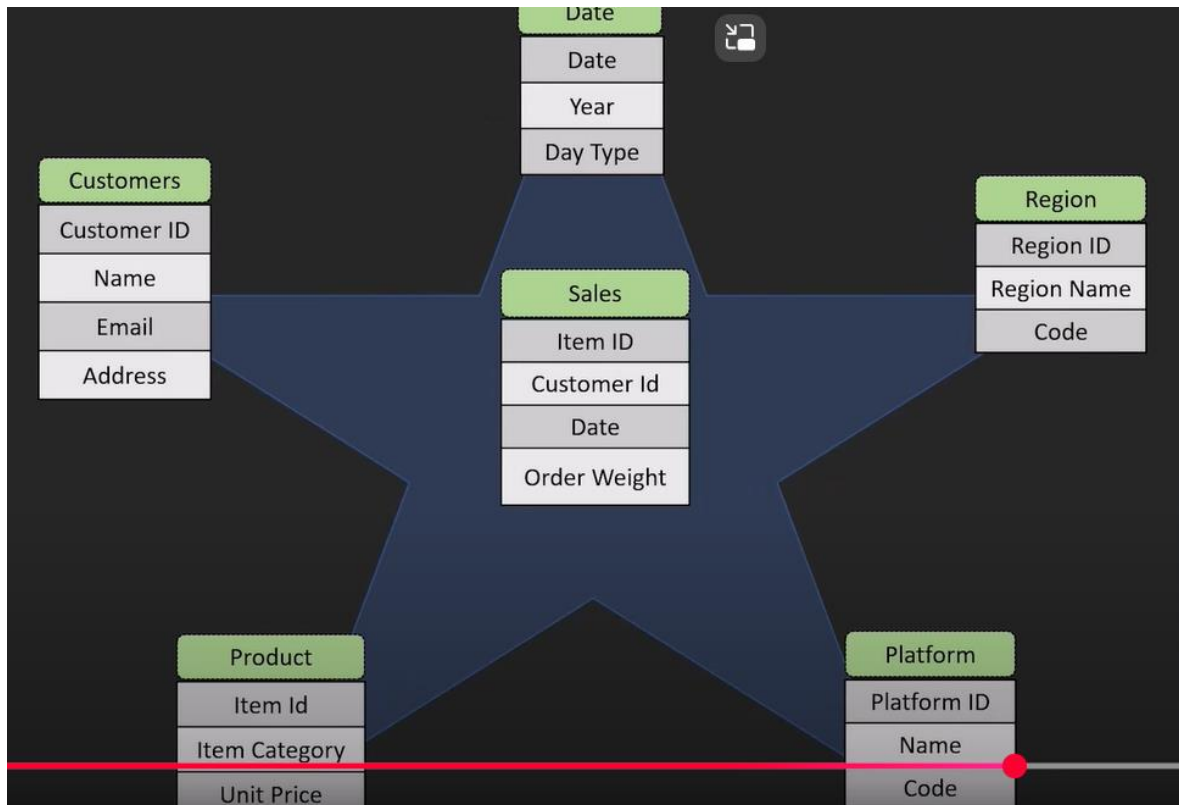 Date
Date
Year
Day Type
Customers
Customer ID
Name
Email
Address
Region
Region ID
Region Name
Code
Sales
Item ID
Customer Id
Date
Order Weight
Product
Item Id
Item Category
Unit Price
Platform
Platform ID
Name
Code